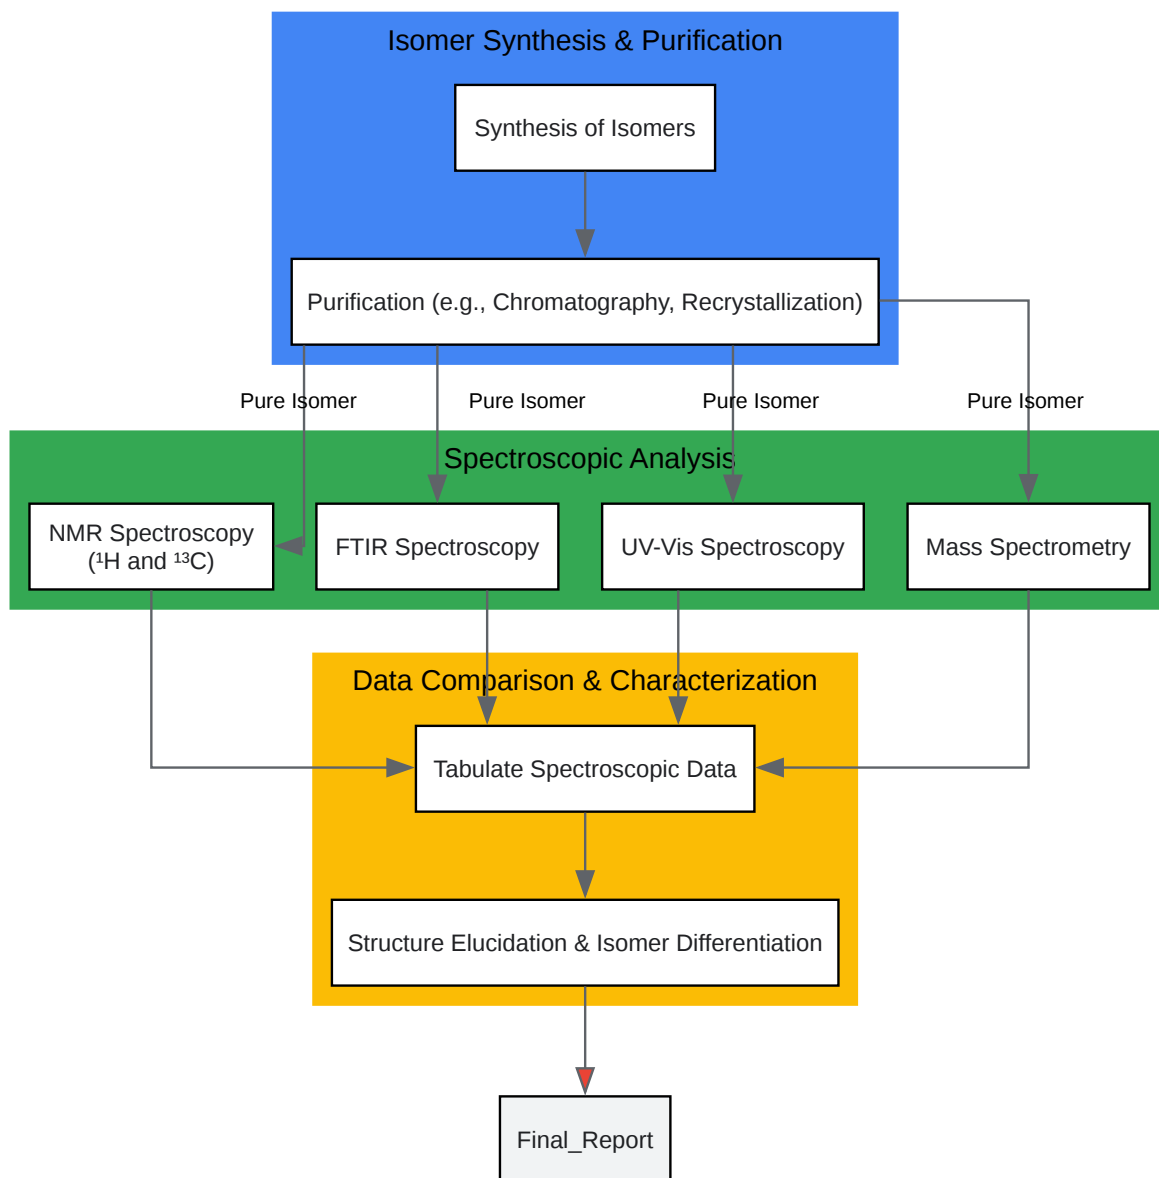 Isomer Synthesis & Purification
Synthesis of Isomers
Purification (e.g., Chromatography, Recrystallization)
Pure Isomer
Pure Isomer
Pure Isomer
Pure Isomer
Spectroscopic Analysis
NMR Spectroscopy
(¹H and ¹³C)
FTIR Spectroscopy
UV-Vis Spectroscopy
Mass Spectrometry
Data Comparison & Characterization
Tabulate Spectroscopic Data
Structure Elucidation & Isomer Differentiation
Final_Report